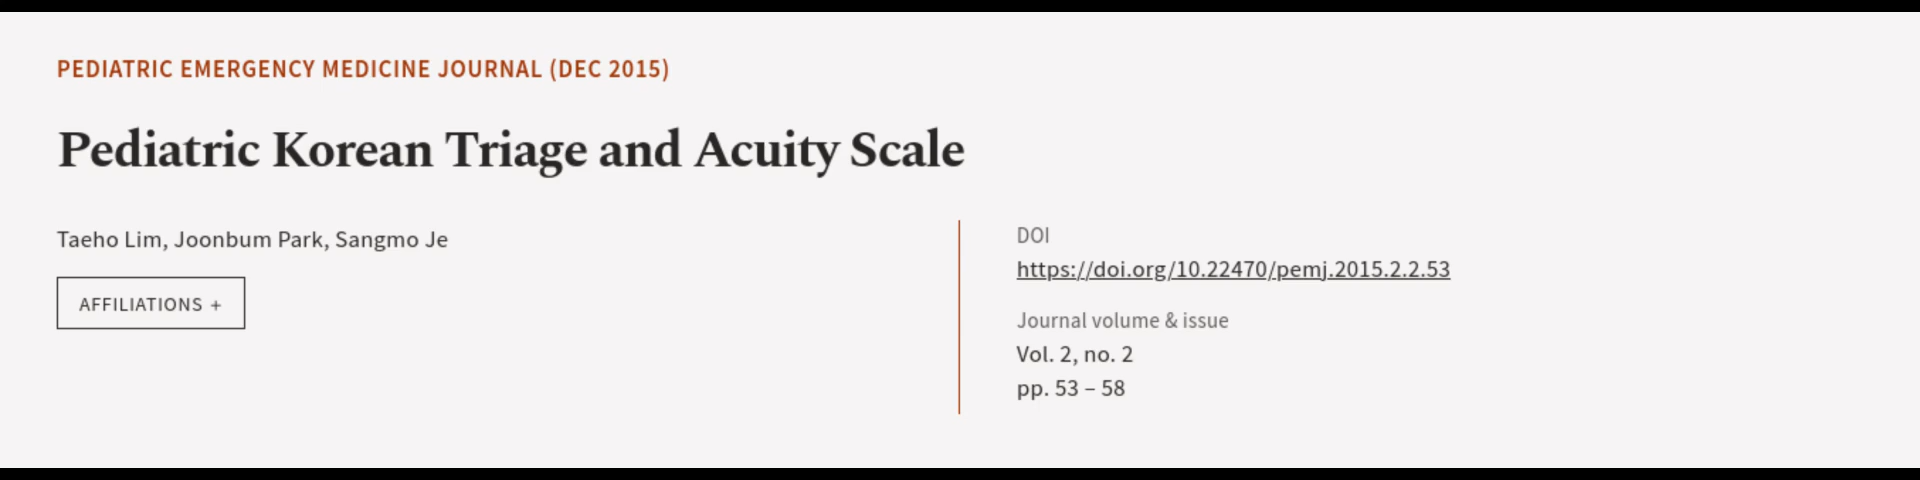 PEDIATRIC EMERGENCY MEDICINE JOURNAL (DEC 2015)
Pediatric Korean Triage and Acuity Scale
Taeho Lim, Joonbum Park, Sangmo Je
AFFILIATIONS +
DOI
https://doi.org/10.22470/pemj.2015.2.2.53
Journal volume & issue
Vol. 2, no. 2
pp. 53 – 58